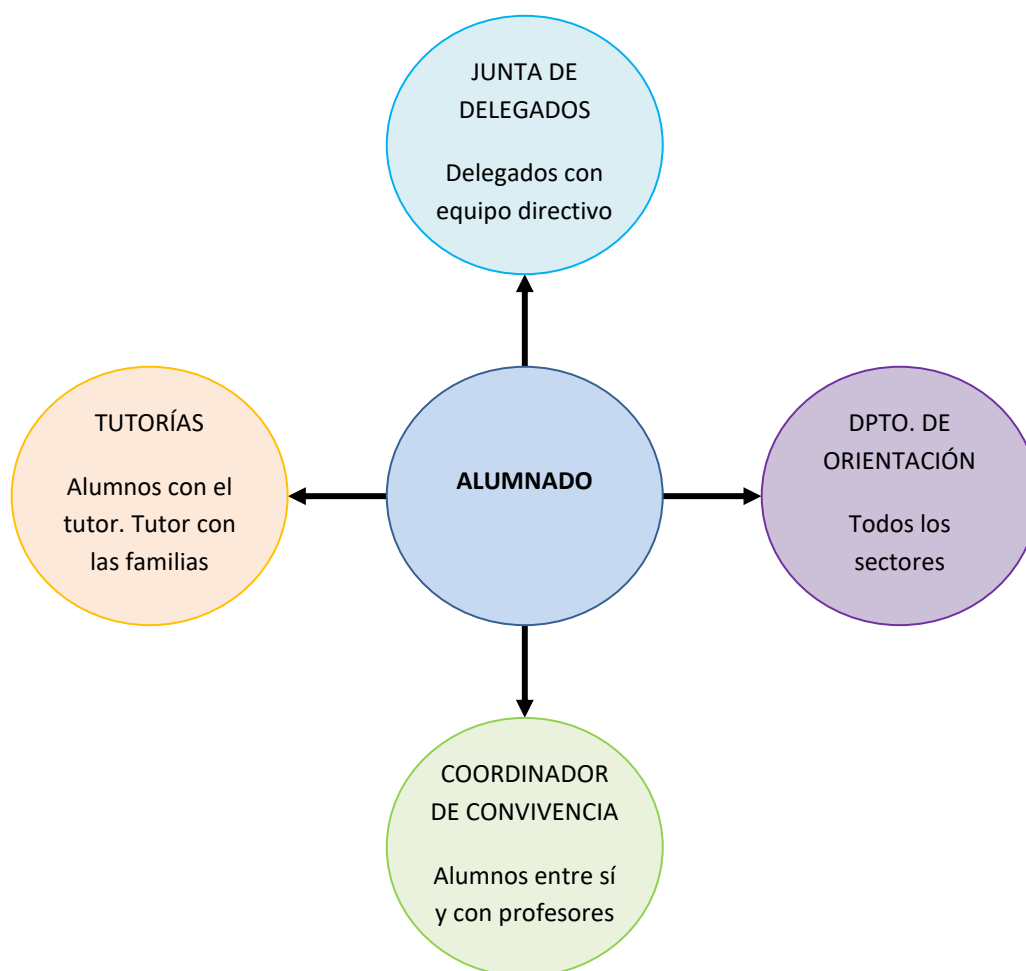 JUNTA DE
DELEGADOS
Delegados con
equipo directivo
TUTORÍAS
Alumnos con el
tutor. Tutor con
las familias
ALUMNADO
DPTO. DE
ORIENTACIÓN
Todos los
sectores
COORDINADOR
DE CONVIVENCIA
Alumnos entre sí
y con profesores